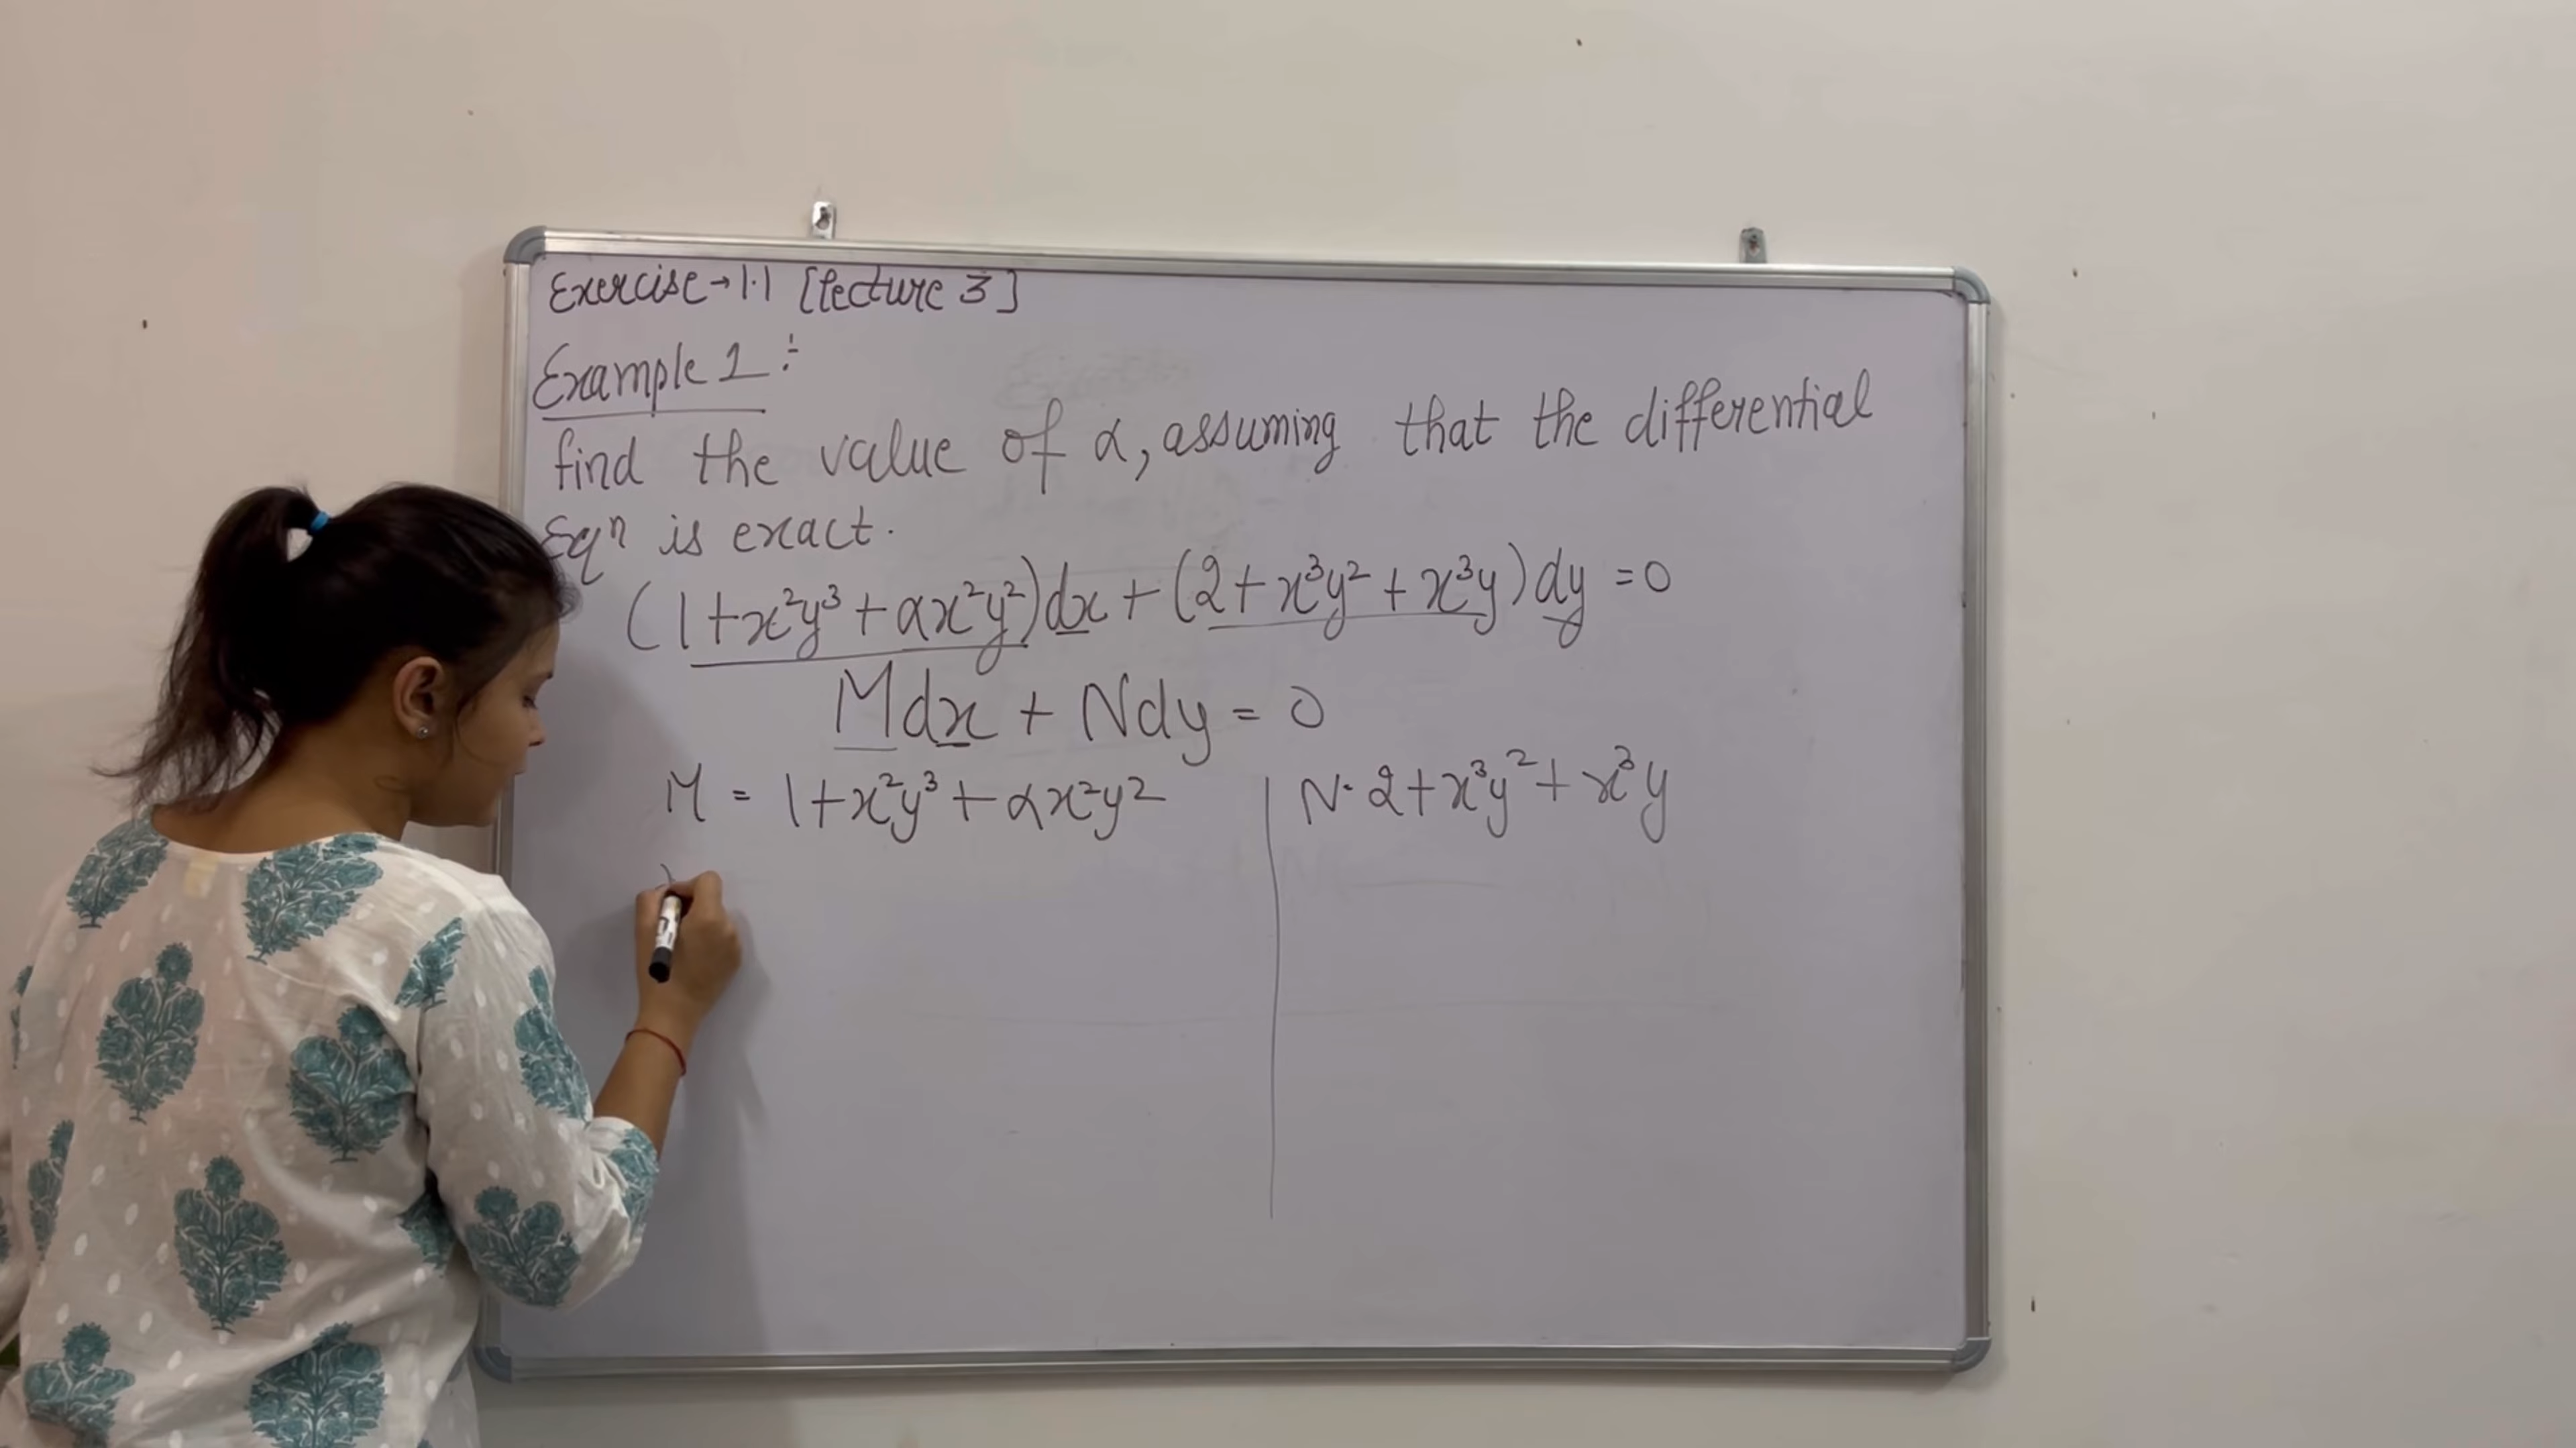 Exercise→1.1 [lecture 3]
Example 1 ÷
find the value of α, assuming that the differential
Eqⁿ is exact.
(1+x²y³+αx²y²)dx + (2+x³y²+x³y)dy =0
Mdx + Ndy = 0
M = 1+x²y³+αx²y²
N = 2+x³y²+x³y